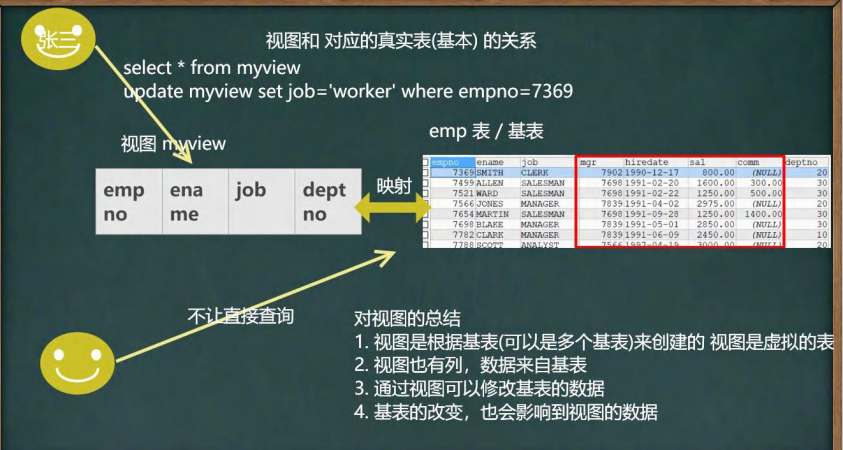 张三
视图和 对应的真实表(基本) 的关系
select * from myview
update myview set job='worker' where empno=7369
视图 myview
emp 表 / 基表
empno ename job mgr hiredate sal comm deptno
7369 SMITH CLERK 7902 1990-12-17 800.00 (NULL) 20
7499 ALLEN SALESMAN 7698 1991-02-20 1600.00 300.00 30
7521 WARD SALESMAN 7698 1991-02-22 1250.00 500.00 30
7566 JONES MANAGER 7839 1991-04-02 2975.00 (NULL) 20
7654 MARTIN SALESMAN 7698 1991-09-28 1250.00 1400.00 30
7698 BLAKE MANAGER 7839 1991-05-01 2850.00 (NULL) 30
7782 CLARK MANAGER 7839 1991-06-09 2450.00 (NULL) 10
7788 SCOTT ANALYST 7566 1997-04-19 3000.00 (NULL) 20
emp ena job dept
no me no
映射
不让直接查询
对视图的总结
1. 视图是根据基表(可以是多个基表)来创建的 视图是虚拟的表
2. 视图也有列，数据来自基表
3. 通过视图可以修改基表的数据
4. 基表的改变，也会影响到视图的数据